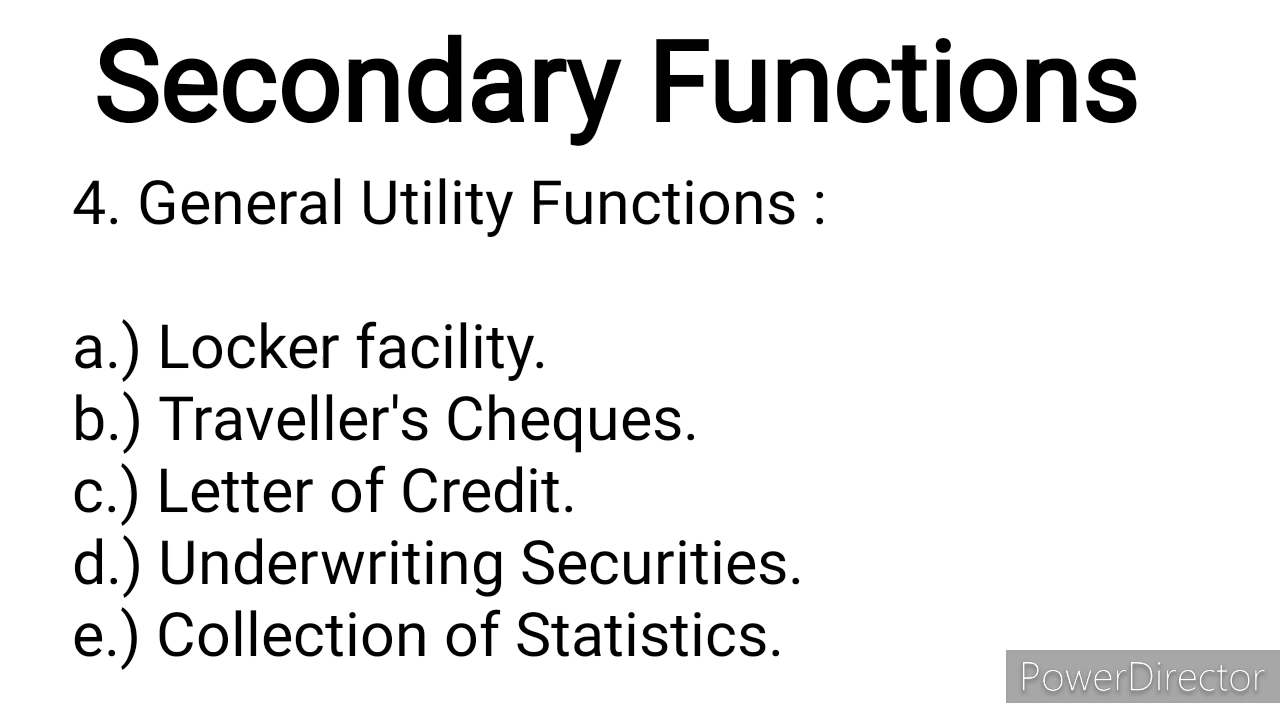 Secondary Functions
4. General Utility Functions :
a.) Locker facility.
b.) Traveller's Cheques.
c.) Letter of Credit.
d.) Underwriting Securities.
e.) Collection of Statistics.
PowerDirector